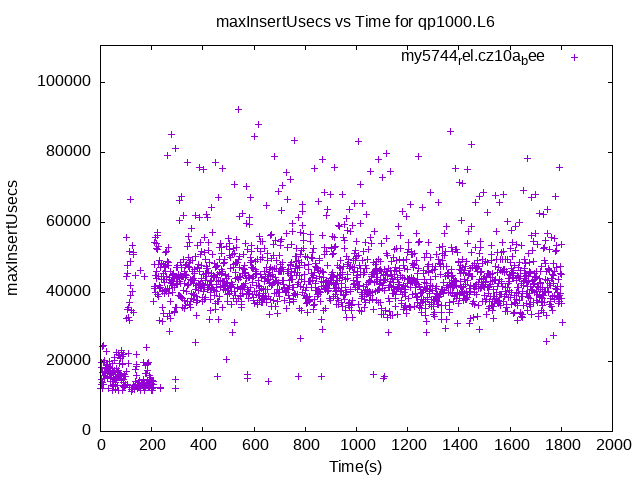 maxInsertUsecs vs Time for qp1000.L6
my5744rel.cz10abee
maxInsertUsecs
100000
80000
60000
40000
20000
0
0 200 400 600 800 1000 1200 1400 1600 1800 2000
Time(s)